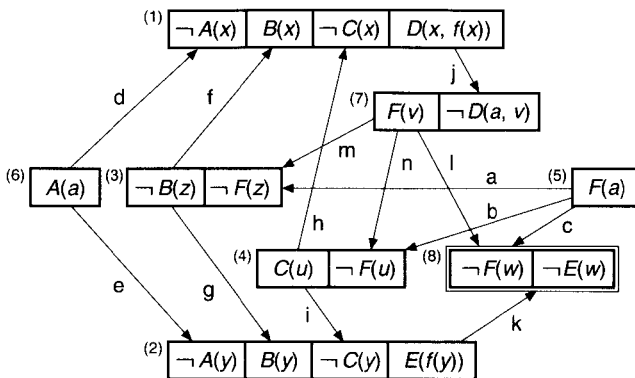 (1) ¬ A(x) B(x) ¬ C(x) D(x, f(x))
d f j
(7) F(v) ¬ D(a, v)
m n l a
(6) A(a) (3) ¬ B(z) ¬ F(z) (5) F(a)
h b c
(4) C(u) ¬ F(u) (8) ¬ F(w) ¬ E(w)
e g i k
(2) ¬ A(y) B(y) ¬ C(y) E(f(y))